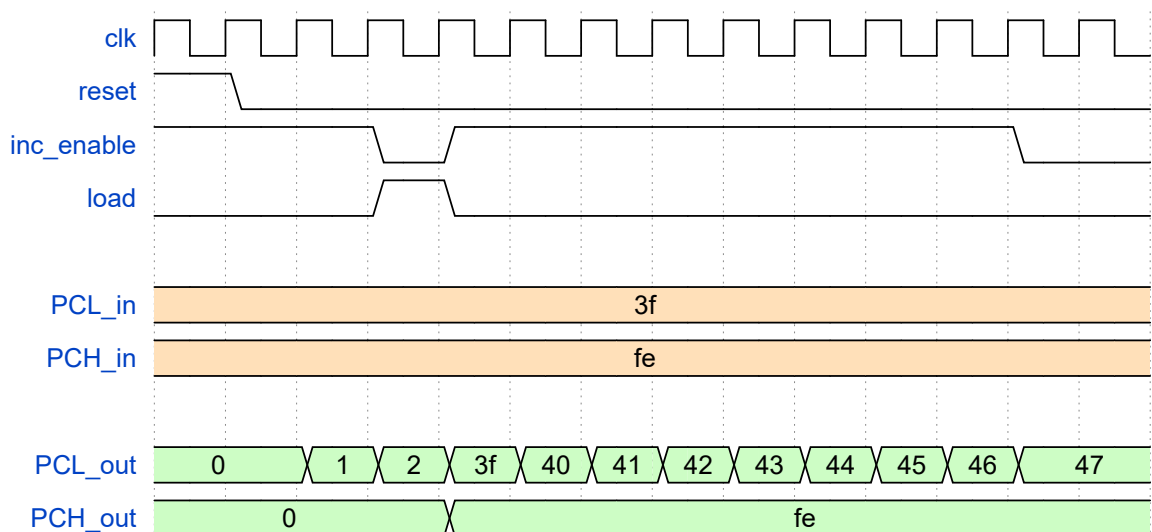 clk
reset
inc_enable
load
PCL_in 3f
PCH_in fe
PCL_out 0 1 2 3f 40 41 42 43 44 45 46 47
PCH_out 0 fe